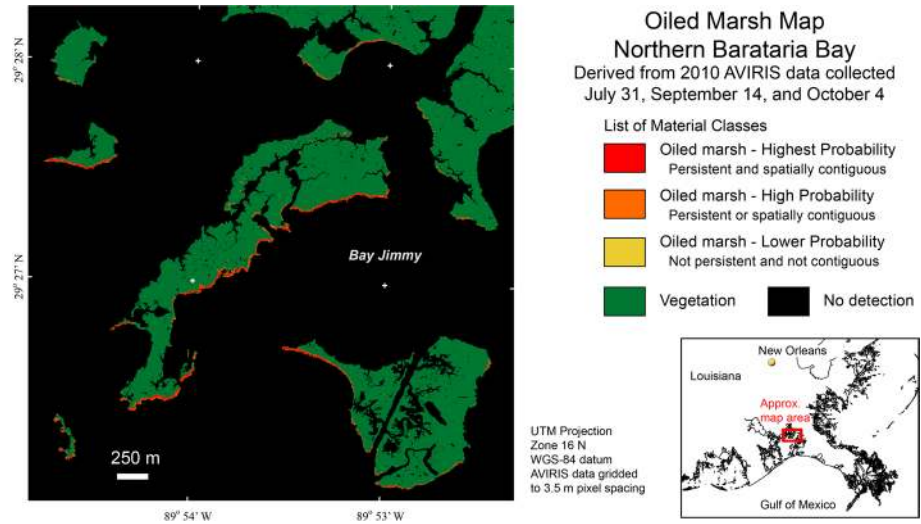 Oiled Marsh Map
Northern Barataria Bay
Derived from 2010 AVIRIS data collected
July 31, September 14, and October 4
List of Material Classes
Oiled marsh - Highest Probability
Persistent and spatially contiguous
Oiled marsh - High Probability
Persistent or spatially contiguous
Oiled marsh - Lower Probability
Not persistent and not contiguous
Vegetation
No detection
29° 28' N
29° 27' N
Bay Jimmy
250 m
89° 54' W
89° 53' W
UTM Projection
Zone 16 N
WGS-84 datum
AVIRIS data gridded
to 3.5 m pixel spacing
New Orleans
Louisiana
Approx.
map area
Gulf of Mexico